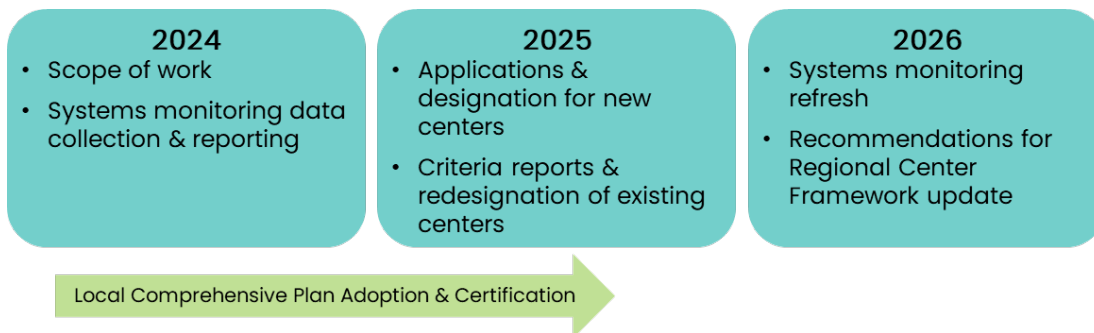 2024
• Scope of work
• Systems monitoring data
collection & reporting
2025
• Applications &
designation for new
centers
• Criteria reports &
redesignation of existing
centers
2026
• Systems monitoring
refresh
• Recommendations for
Regional Center
Framework update
Local Comprehensive Plan Adoption & Certification